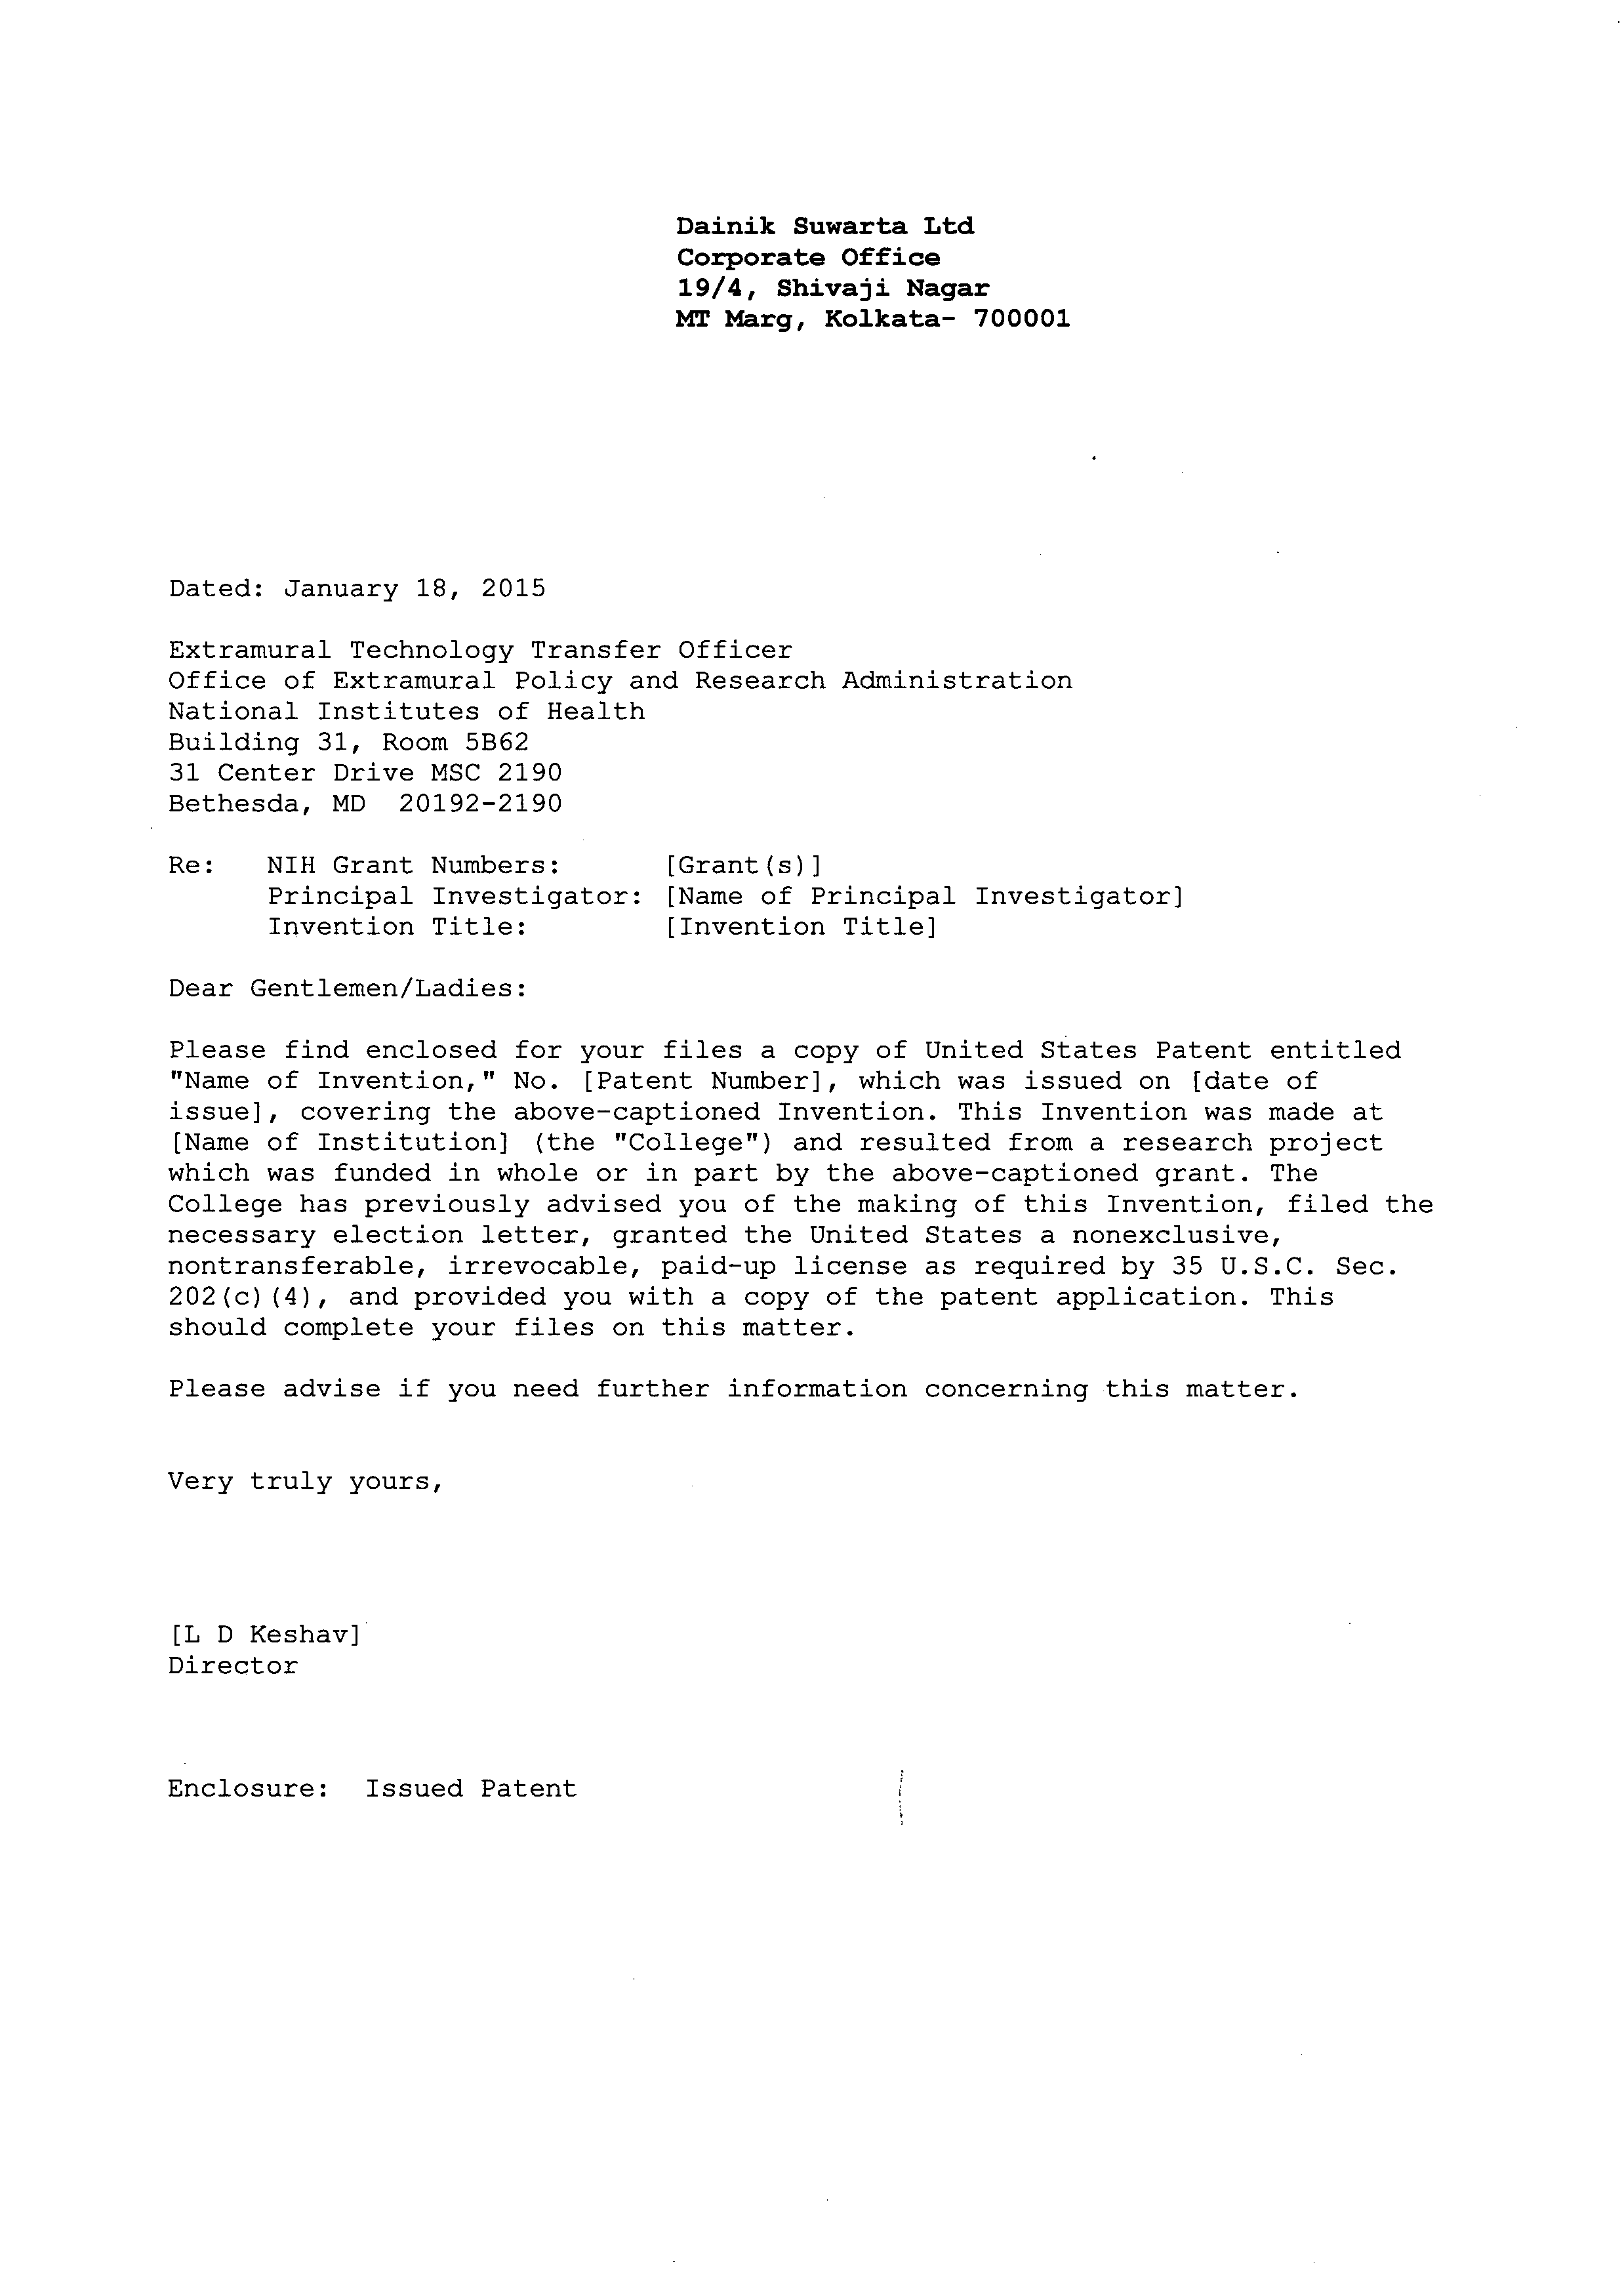 Dainik Suwarta Ltd
Corporate Office
19/4, Shivaji Nagar
MT Marg, Kolkata- 700001
Dated: January 18, 2015
Extramural Technology Transfer Officer
Office of Extramural Policy and Research Administration
National Institutes of Health
Building 31, Room 5B62
31 Center Drive MSC 2190
Bethesda, MD  20192-2190
Re: NIH Grant Numbers: [Grant(s)]
Principal Investigator: [Name of Principal Investigator]
Invention Title: [Invention Title]
Dear Gentlemen/Ladies:
Please find enclosed for your files a copy of United States Patent entitled
"Name of Invention," No. [Patent Number], which was issued on [date of
issue], covering the above-captioned Invention. This Invention was made at
[Name of Institution] (the "College") and resulted from a research project
which was funded in whole or in part by the above-captioned grant. The
College has previously advised you of the making of this Invention, filed the
necessary election letter, granted the United States a nonexclusive,
nontransferable, irrevocable, paid-up license as required by 35 U.S.C. Sec.
202(c)(4), and provided you with a copy of the patent application. This
should complete your files on this matter.
Please advise if you need further information concerning this matter.
Very truly yours,
[L D Keshav]
Director
Enclosure:  Issued Patent